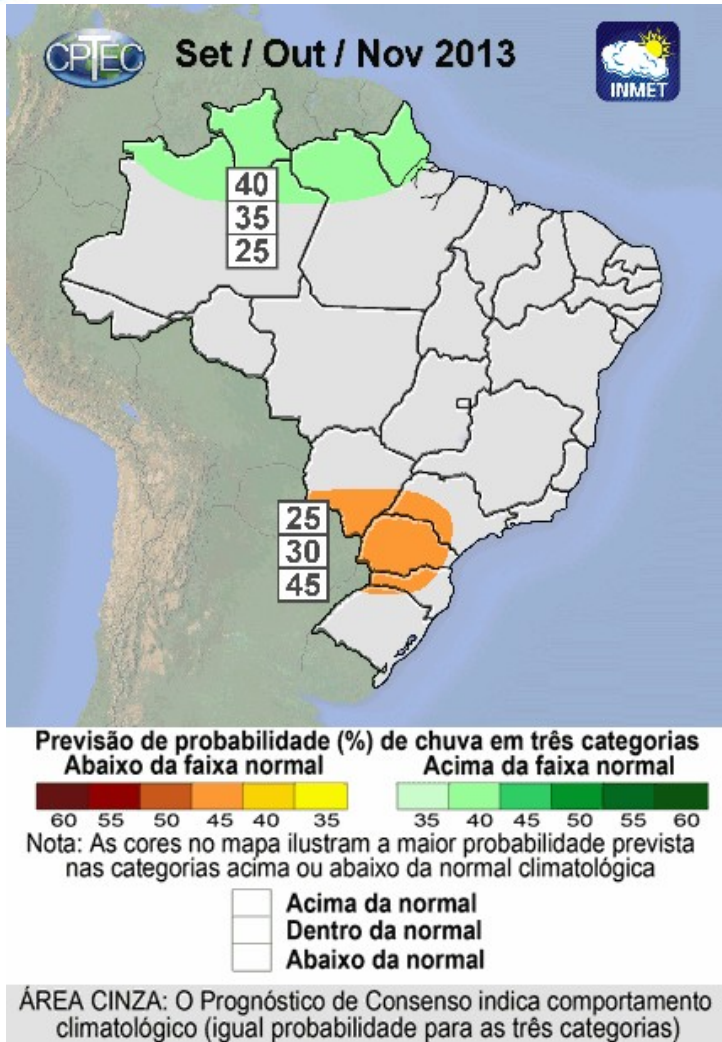 CPTEC
Set / Out / Nov 2013
INMET
40
35
25
25
30
45
Previsão de probabilidade (%) de chuva em três categorias
Abaixo da faixa normal
Acima da faixa normal
60 55 50 45 40 35
35 40 45 50 55 60
Nota: As cores no mapa ilustram a maior probabilidade prevista
nas categorias acima ou abaixo da normal climatológica
Acima da normal
Dentro da normal
Abaixo da normal
ÁREA CINZA: O Prognóstico de Consenso indica comportamento
climatológico (igual probabilidade para as três categorias)